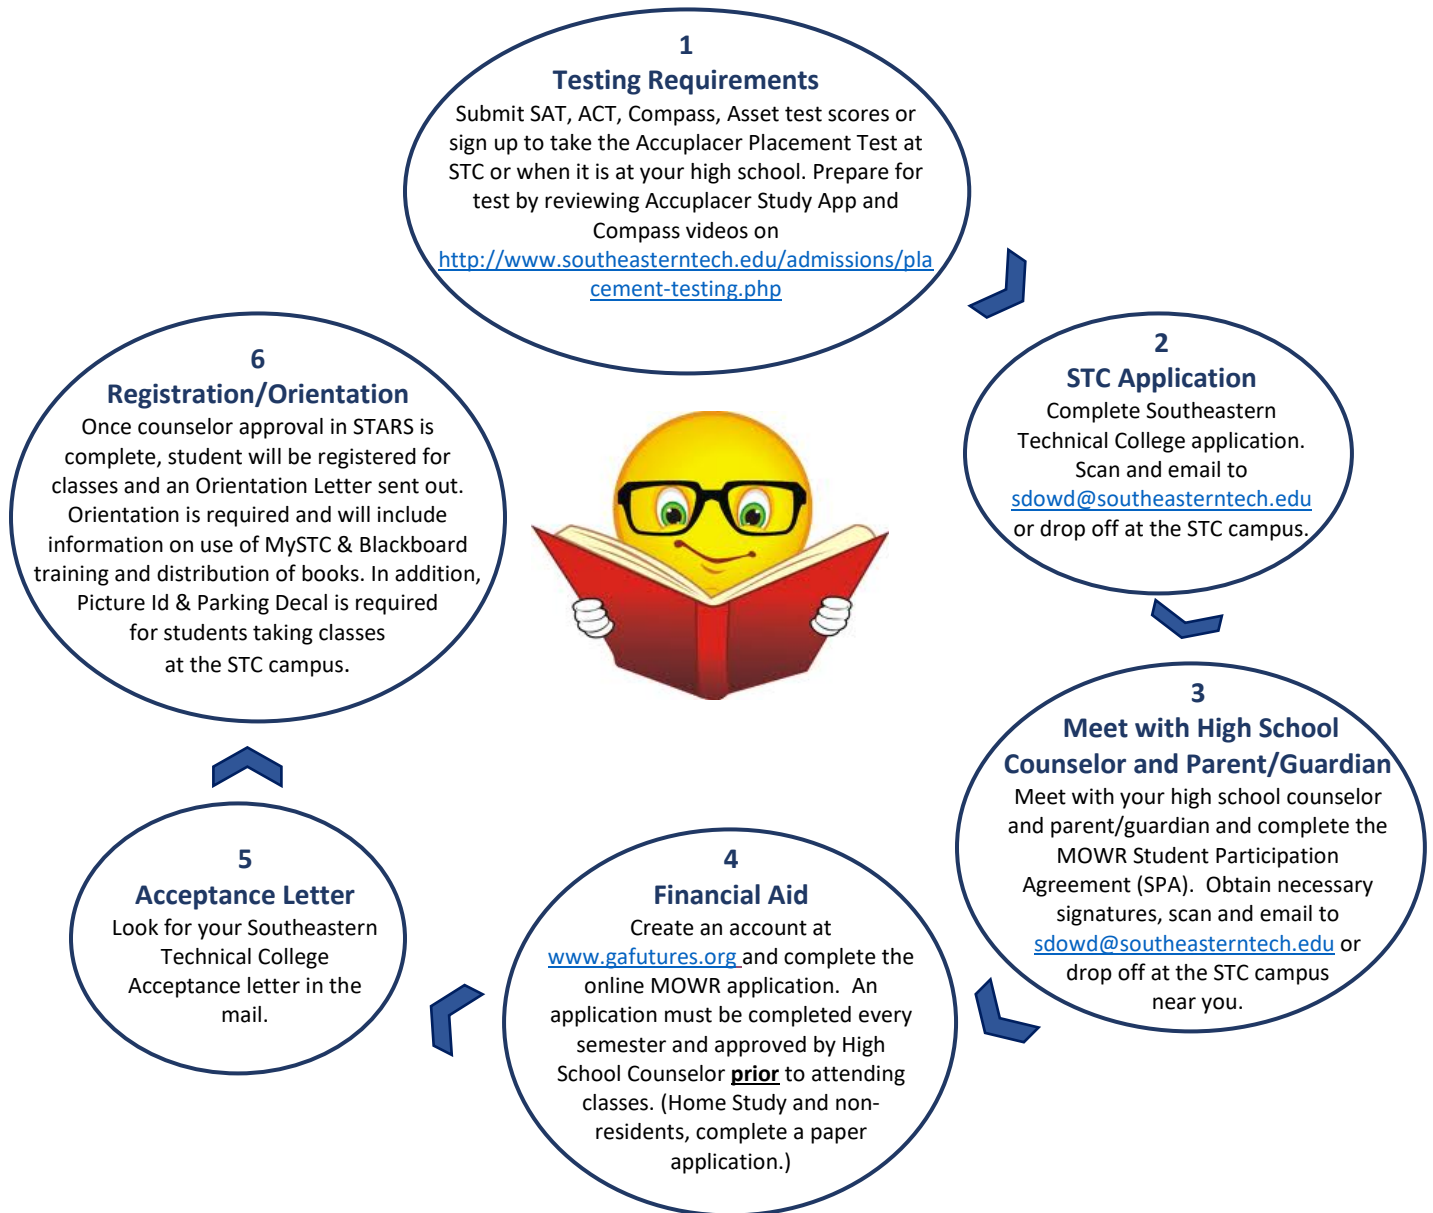 1
Testing Requirements
Submit SAT, ACT, Compass, Asset test scores or
sign up to take the Accuplacer Placement Test at
STC or when it is at your high school. Prepare for
test by reviewing Accuplacer Study App and
Compass videos on
http://www.southeasterntech.edu/admissions/pla
cement-testing.php
2
STC Application
Complete Southeastern
Technical College application.
Scan and email to
sdowd@southeasterntech.edu
or drop off at the STC campus.
3
Meet with High School
Counselor and Parent/Guardian
Meet with your high school counselor
and parent/guardian and complete the
MOWR Student Participation
Agreement (SPA).  Obtain necessary
signatures, scan and email to
sdowd@southeasterntech.edu or
drop off at the STC campus
near you.
4
Financial Aid
Create an account at
www.gafutures.org and complete the
online MOWR application.  An
application must be completed every
semester and approved by High
School Counselor prior to attending
classes. (Home Study and non-
residents, complete a paper
application.)
5
Acceptance Letter
Look for your Southeastern
Technical College
Acceptance letter in the
mail.
6
Registration/Orientation
Once counselor approval in STARS is
complete, student will be registered for
classes and an Orientation Letter sent out.
Orientation is required and will include
information on use of MySTC & Blackboard
training and distribution of books. In addition,
Picture Id & Parking Decal is required
for students taking classes
at the STC campus.